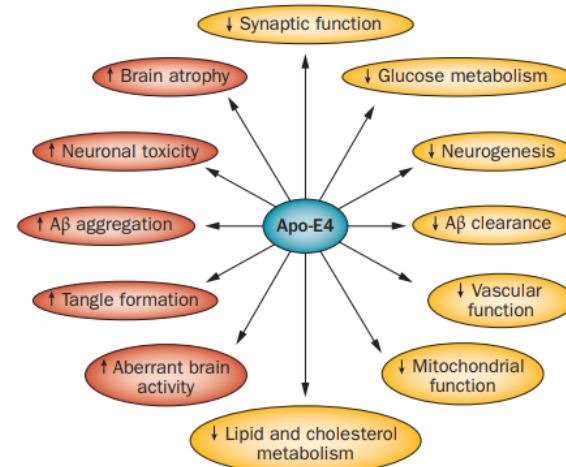 ↓ Synaptic function
↑ Brain atrophy
↓ Glucose metabolism
↑ Neuronal toxicity
↓ Neurogenesis
↑ Aβ aggregation
Apo-E4
↓ Aβ clearance
↑ Tangle formation
↓ Vascular
function
↑ Aberrant brain
activity
↓ Mitochondrial
function
↓ Lipid and cholesterol
metabolism